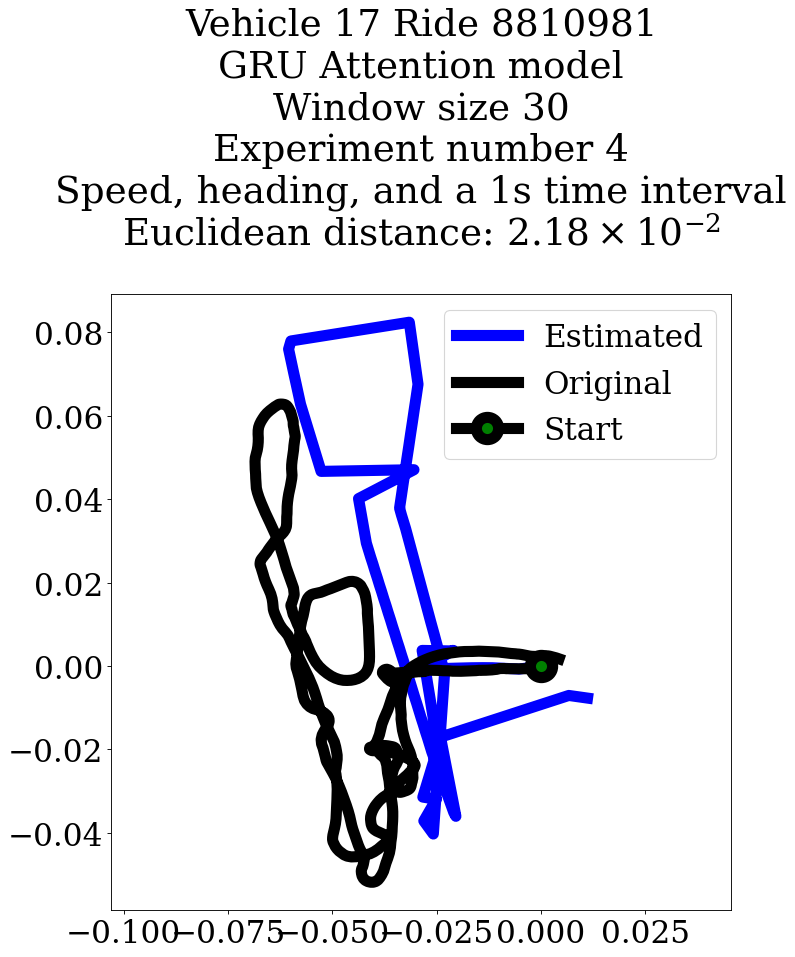 Vehicle 17 Ride 8810981
GRU Attention model
Window size 30
Experiment number 4
Speed, heading, and a 1s time interval
Euclidean distance: 2.18 × 10⁻²
Estimated
Original
Start
0.08
0.06
0.04
0.02
0.00
−0.02
−0.04
−0.100 −0.075 −0.050 −0.025 0.000 0.025